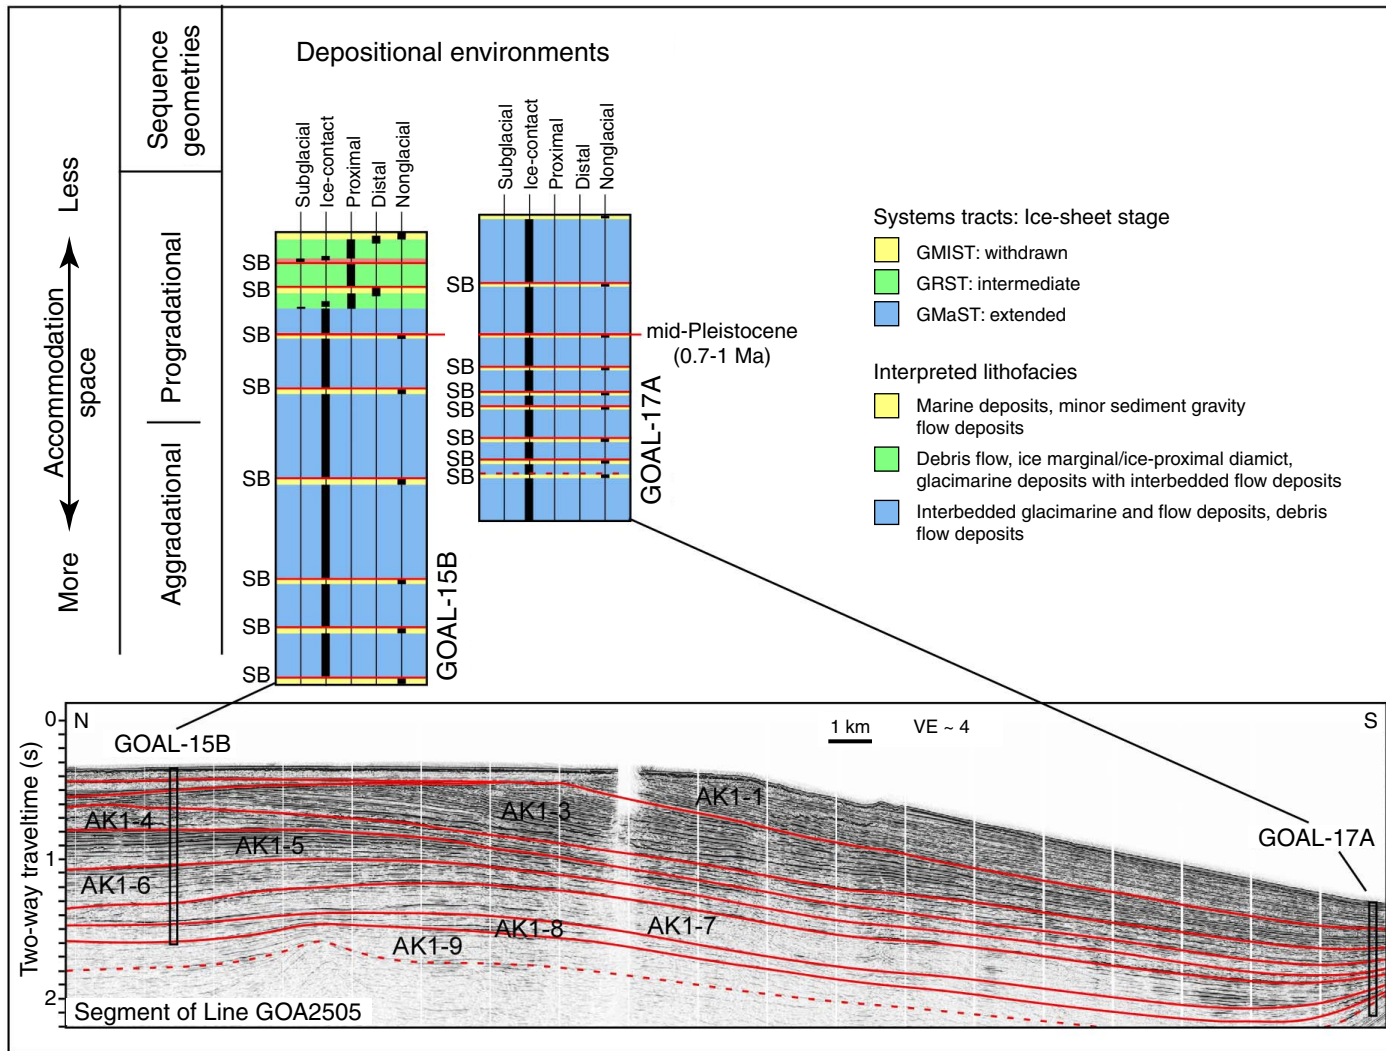 Sequence
geometries
Depositional environments
Less
Accommodation
space
More
Progradational
Aggradational
Subglacial
Ice-contact
Proximal
Distal
Nonglacial
SB
SB
SB
SB
SB
SB
SB
SB
GOAL-15B
Subglacial
Ice-contact
Proximal
Distal
Nonglacial
SB
mid-Pleistocene
(0.7-1 Ma)
SB
SB
SB
SB
SB
SB
GOAL-17A
Systems tracts: Ice-sheet stage
GMIST: withdrawn
GRST: intermediate
GMaST: extended
Interpreted lithofacies
Marine deposits, minor sediment gravity
flow deposits
Debris flow, ice marginal/ice-proximal diamict,
glacimarine deposits with interbedded flow deposits
Interbedded glacimarine and flow deposits, debris
flow deposits
Two-way traveltime (s)
0
1
2
N
S
1 km
VE ~ 4
GOAL-15B
GOAL-17A
AK1-1
AK1-3
AK1-4
AK1-5
AK1-6
AK1-7
AK1-8
AK1-9
Segment of Line GOA2505